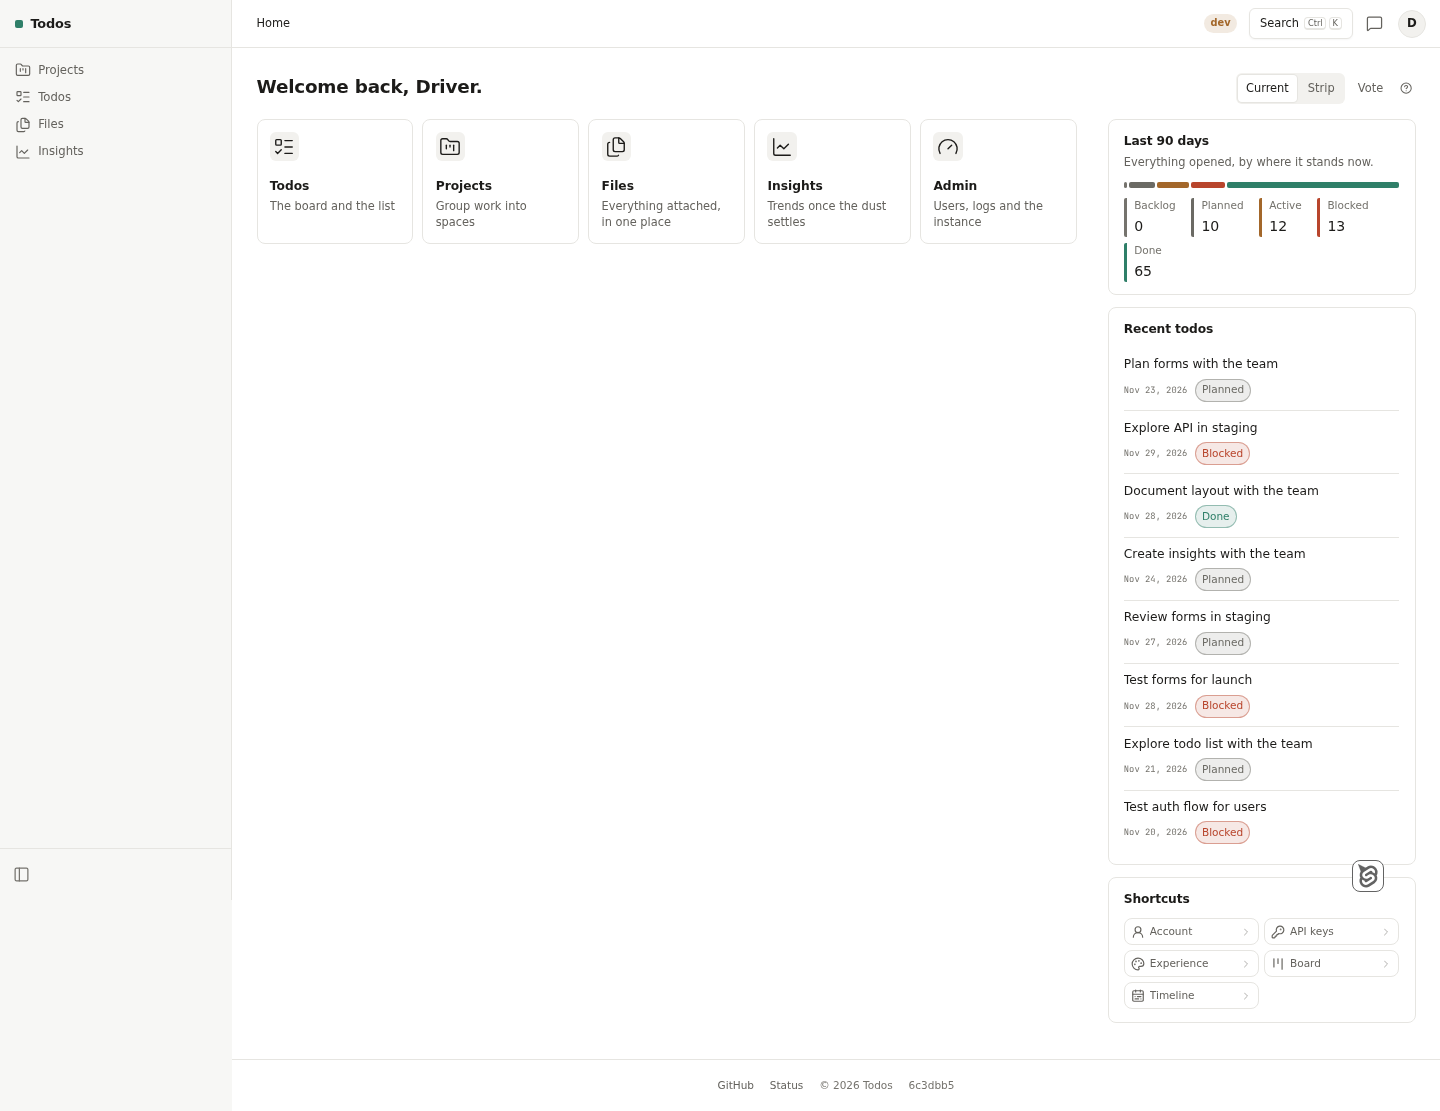 Todos
Home
dev
Search Ctrl K
D
Projects
Todos
Files
Insights
Welcome back, Driver.
Current
Strip
Vote
Todos
The board and the list
Projects
Group work into
spaces
Files
Everything attached,
in one place
Insights
Trends once the dust
settles
Admin
Users, logs and the
instance
Last 90 days
Everything opened, by where it stands now.
Backlog
0
Planned
10
Active
12
Blocked
13
Done
65
Recent todos
Plan forms with the team
Nov 23, 2026 Planned
Explore API in staging
Nov 29, 2026 Blocked
Document layout with the team
Nov 28, 2026 Done
Create insights with the team
Nov 24, 2026 Planned
Review forms in staging
Nov 27, 2026 Planned
Test forms for launch
Nov 28, 2026 Blocked
Explore todo list with the team
Nov 21, 2026 Planned
Test auth flow for users
Nov 20, 2026 Blocked
Shortcuts
Account
API keys
Experience
Board
Timeline
GitHub Status © 2026 Todos 6c3dbb5